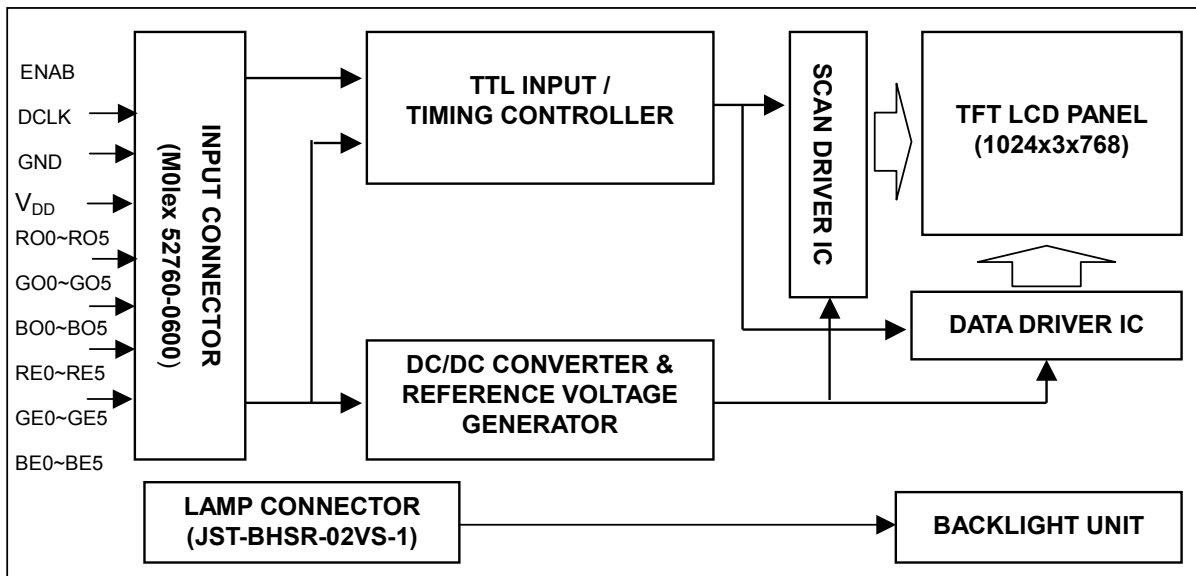 ENAB
DCLK
GND
VDD
RO0~RO5
GO0~GO5
BO0~BO5
RE0~RE5
GE0~GE5
BE0~BE5
INPUT CONNECTOR
(M0lex 52760-0600)
TTL INPUT /
TIMING CONTROLLER
SCAN DRIVER IC
TFT LCD PANEL
(1024x3x768)
DC/DC CONVERTER &
REFERENCE VOLTAGE
GENERATOR
DATA DRIVER IC
LAMP CONNECTOR
(JST-BHSR-02VS-1)
BACKLIGHT UNIT